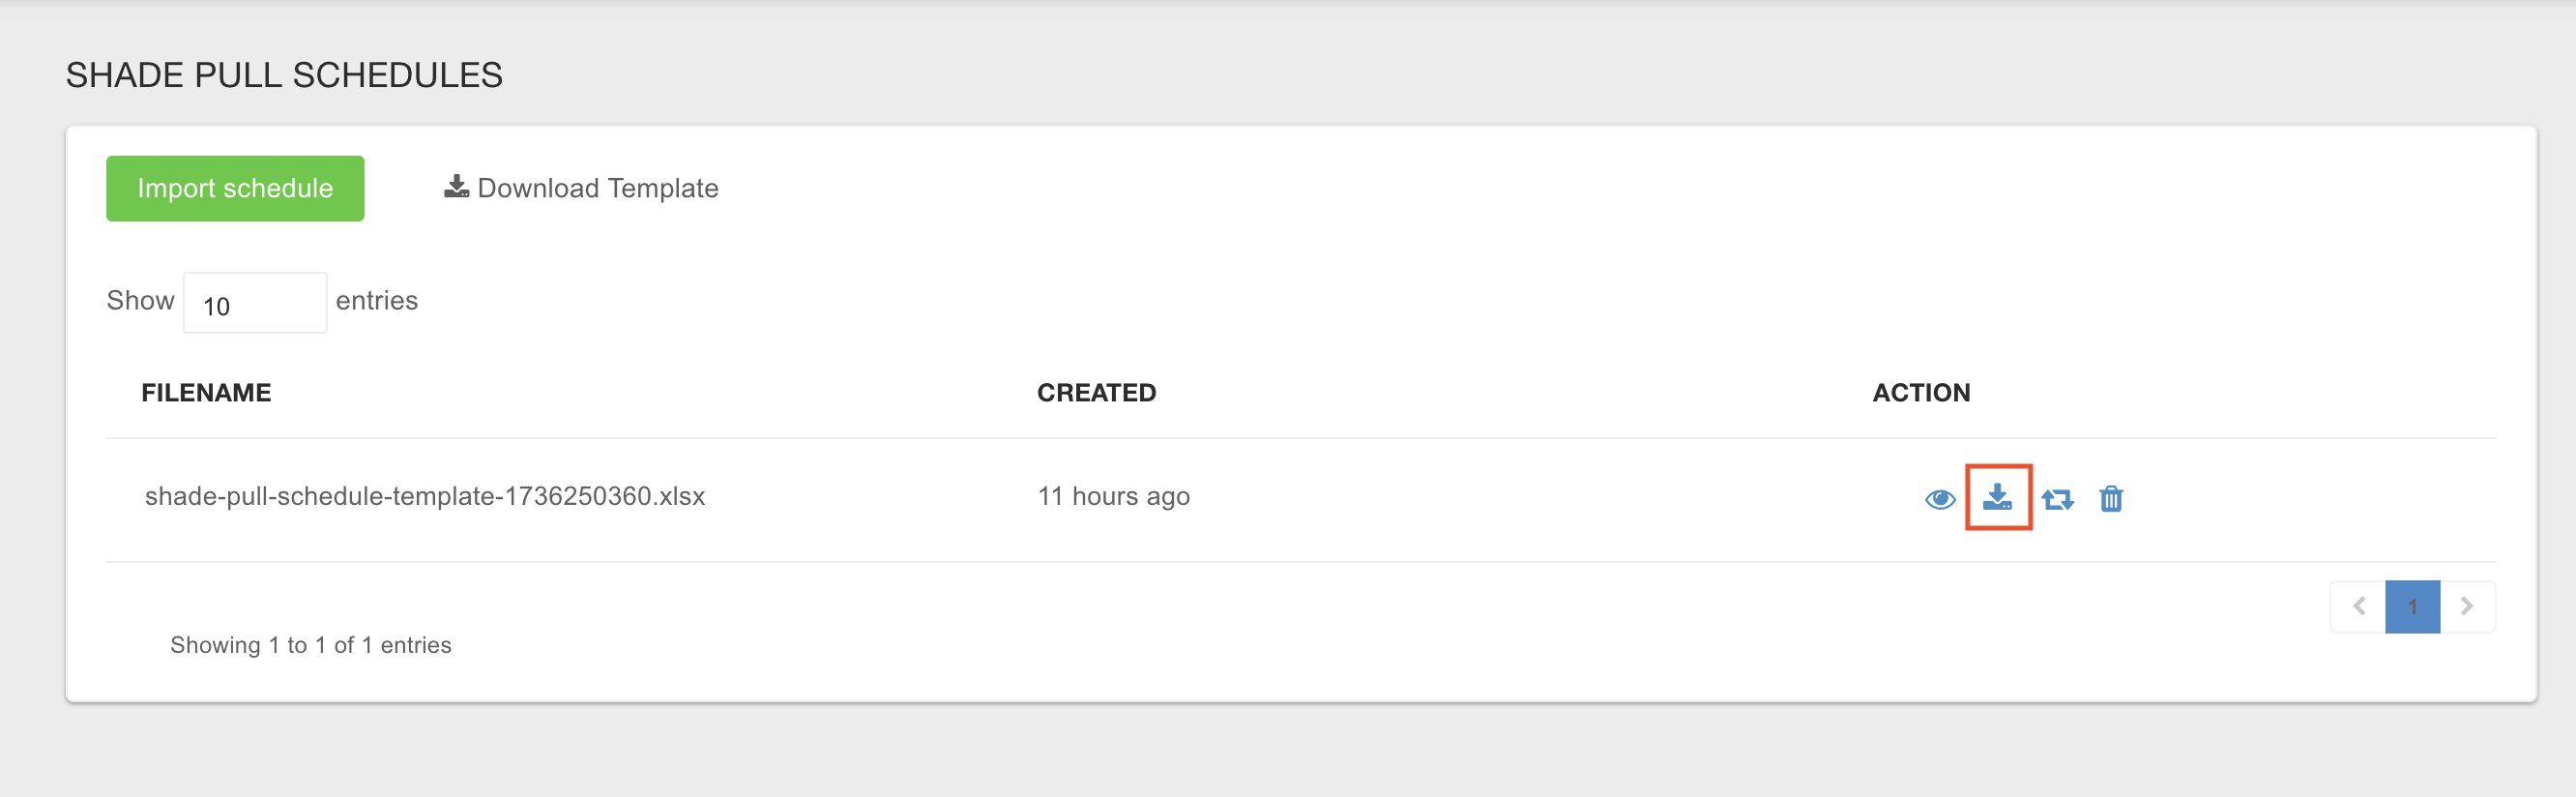 SHADE PULL SCHEDULES
Import schedule
Download Template
Show 10 entries
FILENAME CREATED ACTION
shade-pull-schedule-template-1736250360.xlsx 11 hours ago
1
Showing 1 to 1 of 1 entries